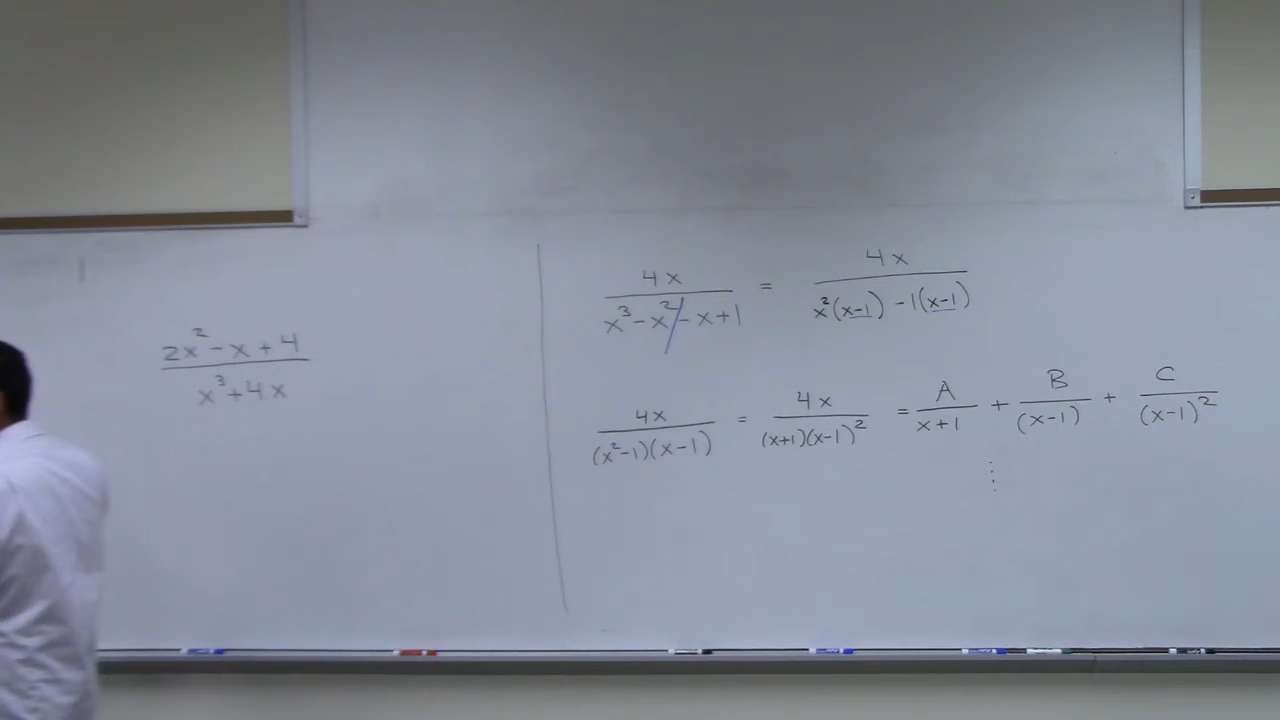 2x² - x + 4
x³ + 4x
4x / (x³ - x² - x + 1) = 4x / (x²(x-1) - 1(x-1))
4x / ((x²-1)(x-1)) = 4x / ((x+1)(x-1)²) = A / (x+1) + B / (x-1) + C / (x-1)²
⋮